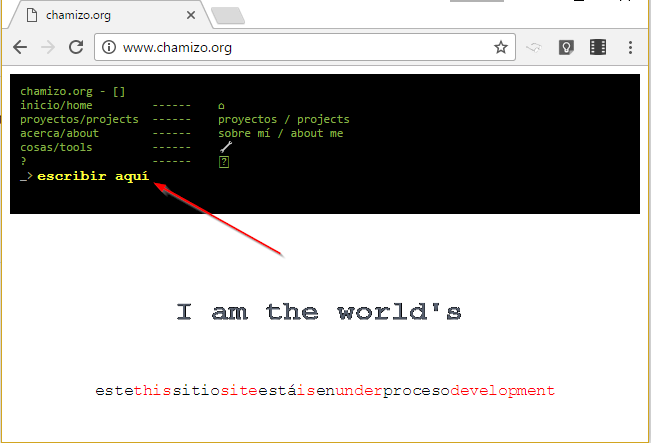 chamizo.org
www.chamizo.org
chamizo.org - []
inicio/home ------ ⌂
proyectos/projects ------ proyectos / projects
acerca/about ------ sobre mí / about me
cosas/tools ------ 🔧
? ------ ?
_> escribir aquí
I am the world's
estethissitiositeestáisenunderprocesodevelopment